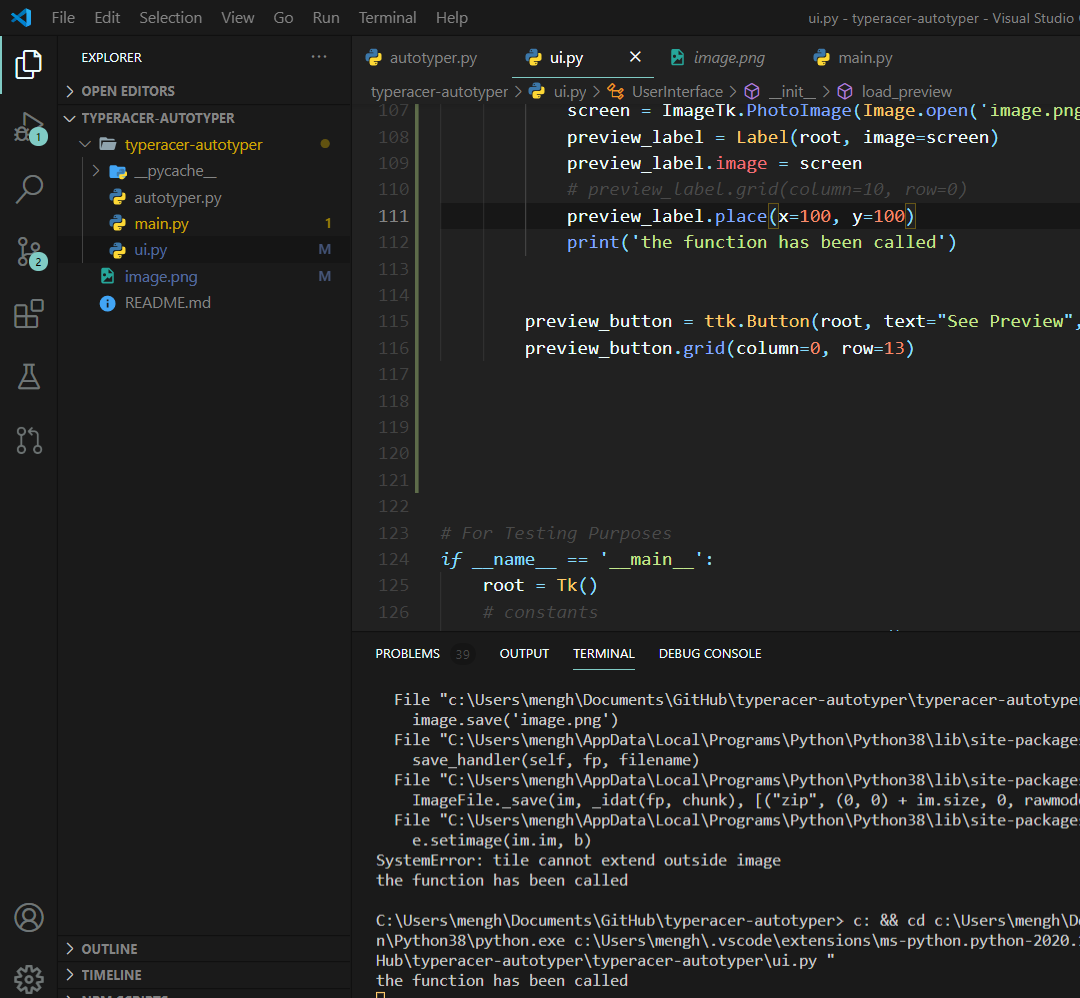 File Edit Selection View Go Run Terminal Help ui.py - typeracer-autotyper - Visual Studio
EXPLORER
OPEN EDITORS
TYPERACER-AUTOTYPER
typeracer-autotyper
__pycache__
autotyper.py
main.py 1
ui.py M
image.png M
README.md
1
2
OUTLINE
TIMELINE
NPM SCRIPTS
autotyper.py ui.py image.png main.py
typeracer-autotyper > ui.py > UserInterface > __init__ > load_preview
107 screen = ImageTk.PhotoImage(Image.open('image.png
108 preview_label = Label(root, image=screen)
109 preview_label.image = screen
110 # preview_label.grid(column=10, row=0)
111 preview_label.place(x=100, y=100)
112 print('the function has been called')
113
114
115 preview_button = ttk.Button(root, text="See Preview",
116 preview_button.grid(column=0, row=13)
117
118
119
120
121
122
123 # For Testing Purposes
124 if __name__ == '__main__':
125 root = Tk()
126 # constants
PROBLEMS 39 OUTPUT TERMINAL DEBUG CONSOLE
File "c:\Users\mengh\Documents\GitHub\typeracer-autotyper\typeracer-autotyper
image.save('image.png')
File "C:\Users\mengh\AppData\Local\Programs\Python\Python38\lib\site-package
save_handler(self, fp, filename)
File "C:\Users\mengh\AppData\Local\Programs\Python\Python38\lib\site-package
ImageFile._save(im, _idat(fp, chunk), [("zip", (0, 0) + im.size, 0, rawmode
File "C:\Users\mengh\AppData\Local\Programs\Python\Python38\lib\site-package
e.setimage(im.im, b)
SystemError: tile cannot extend outside image
the function has been called
C:\Users\mengh\Documents\GitHub\typeracer-autotyper> c: && cd c:\Users\mengh\Do
n\Python38\python.exe c:\Users\mengh\.vscode\extensions\ms-python.python-2020.
Hub\typeracer-autotyper\typeracer-autotyper\ui.py "
the function has been called